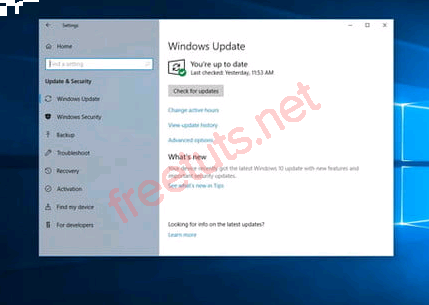 Settings
Home
Find a setting
Update & Security
Windows Update
Windows Security
Backup
Troubleshoot
Recovery
Activation
Find my device
For developers
Windows Update
You're up to date
Last checked: Yesterday, 11:53 AM
Check for updates
Change active hours
View update history
Advanced options
What's new
Your device recently got the latest Windows 10 update with new features and
important security updates.
See what's new in Tips
Looking for info on the latest updates?
Learn more
freetuts.net